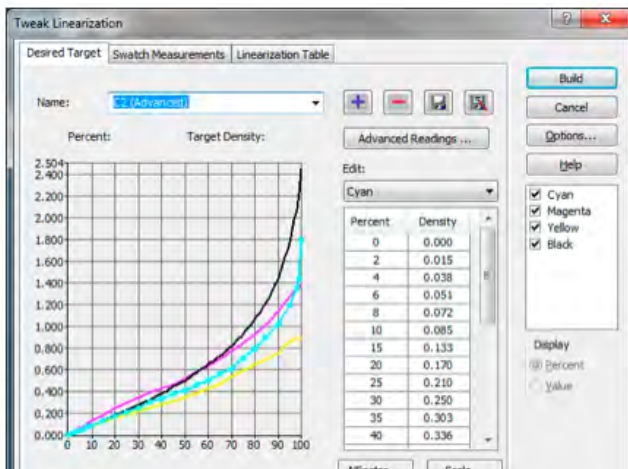 Tweak Linearization
Desired Target
Swatch Measurements
Linearization Table
Name:
C2 (Advanced)
Percent:
Target Density:
2.504
2.400
2.200
2.000
1.800
1.600
1.400
1.200
1.000
0.800
0.600
0.400
0.200
0.000
0 10 20 30 40 50 60 70 80 90 100
Advanced Readings ...
Edit:
Cyan
Percent Density
0 0.000
2 0.015
4 0.038
6 0.051
8 0.072
10 0.085
15 0.133
20 0.170
25 0.210
30 0.250
35 0.303
40 0.336
Build
Cancel
Options...
Help
Cyan
Magenta
Yellow
Black
Display
Percent
Value